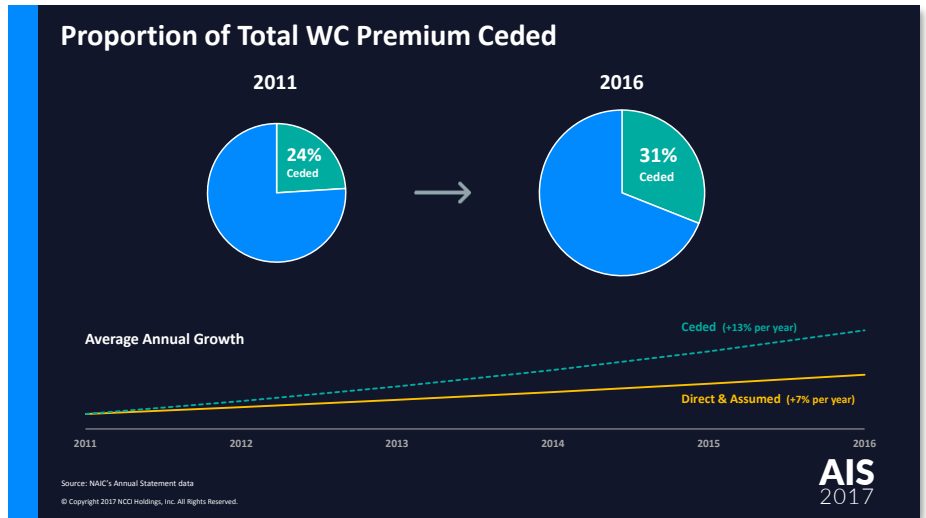 Proportion of Total WC Premium Ceded
2011
2016
24%
Ceded
31%
Ceded
Average Annual Growth
Ceded (+13% per year)
Direct & Assumed (+7% per year)
2011 2012 2013 2014 2015 2016
Source: NAIC's Annual Statement data
© Copyright 2017 NCCI Holdings, Inc. All Rights Reserved.
AIS
2017